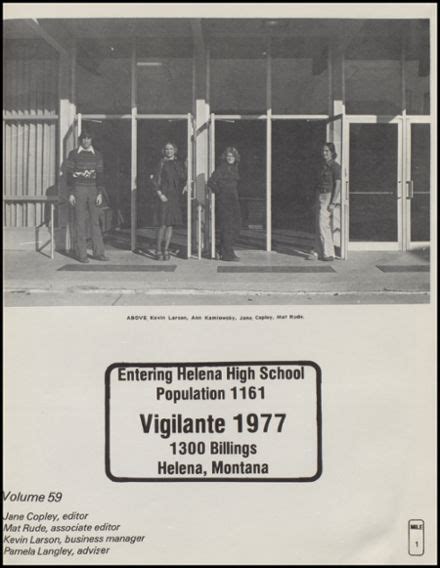 ABOVE Kevin Larson, Ann Kamlowsky, Jane Copley, Mat Rude.
Entering Helena High School
Population 1161
Vigilante 1977
1300 Billings
Helena, Montana
Volume 59
Jane Copley, editor
Mat Rude, associate editor
Kevin Larson, business manager
Pamela Langley, adviser
MILE
1